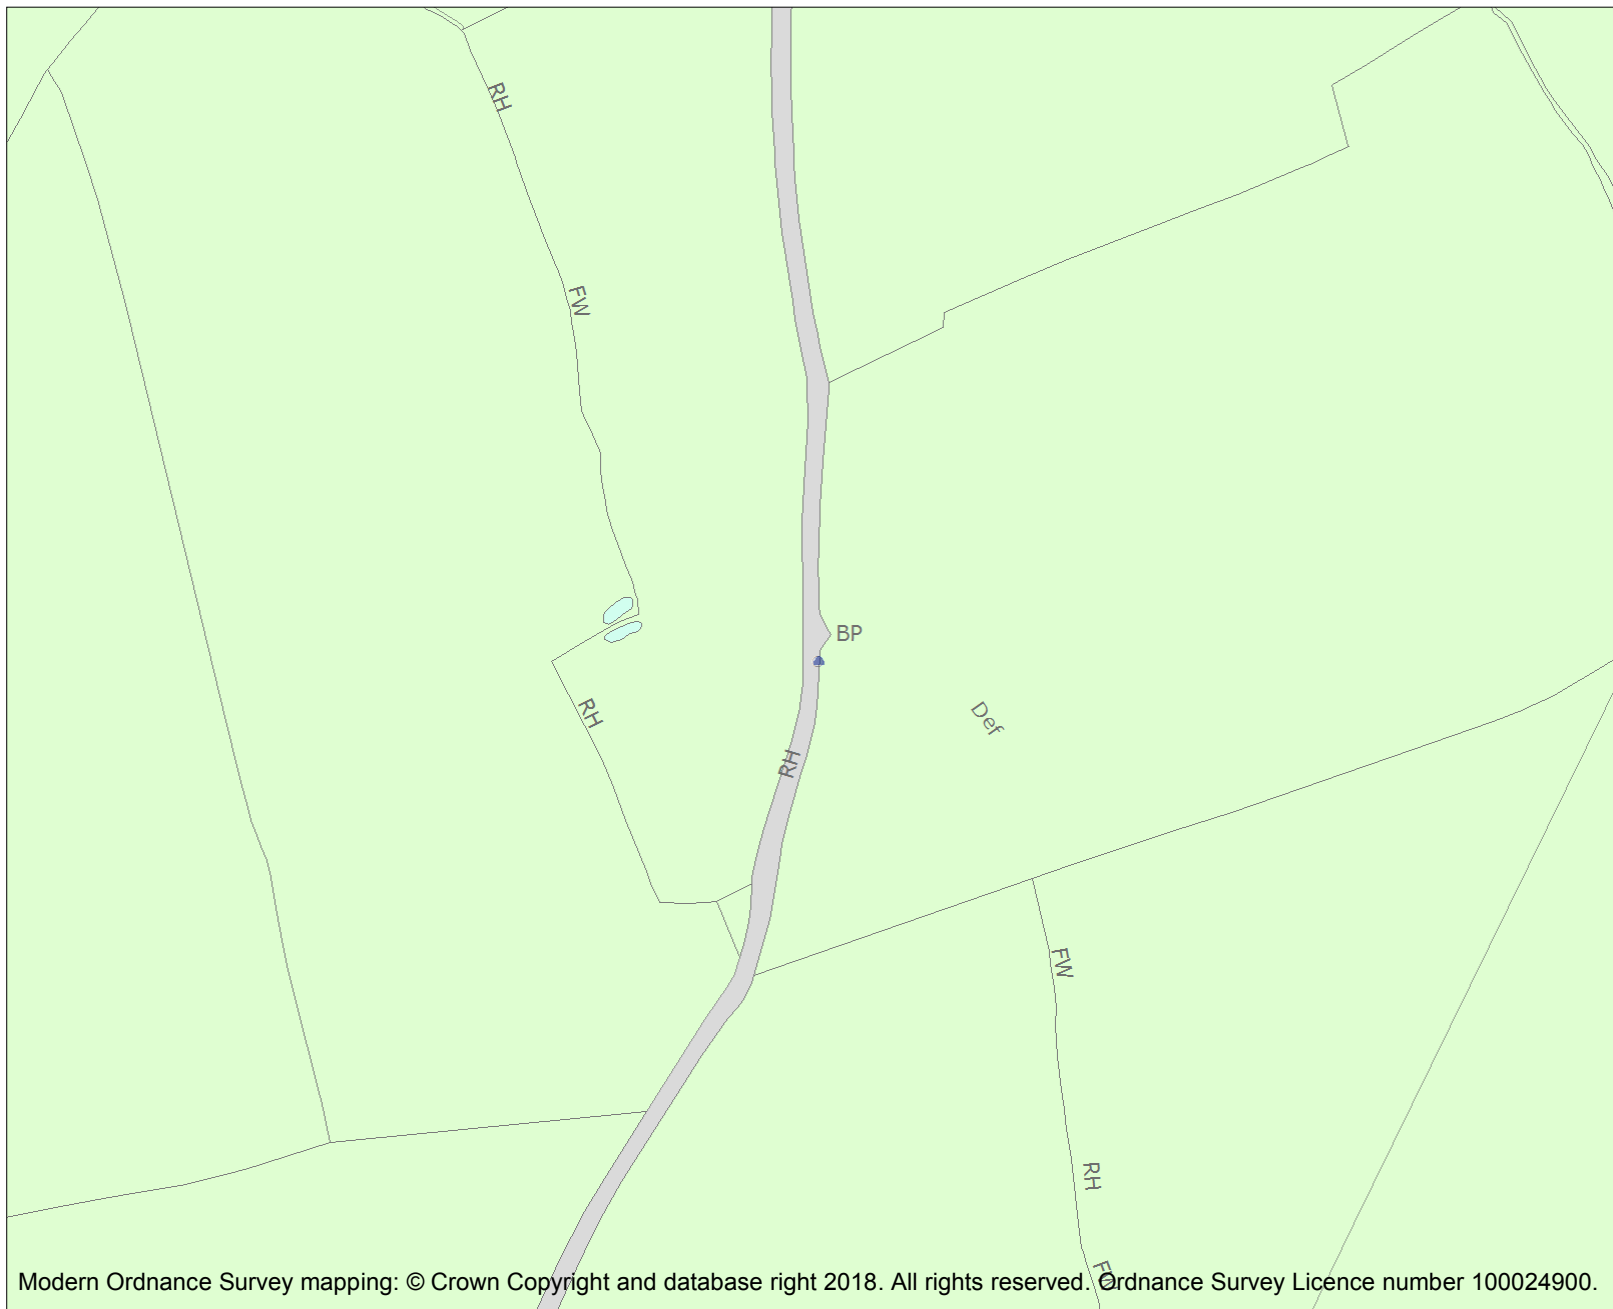 RH
FW
BP
RH
Def
RH
FW
RH
FW
Modern Ordnance Survey mapping: © Crown Copyright and database right 2018. All rights reserved. Ordnance Survey Licence number 100024900.